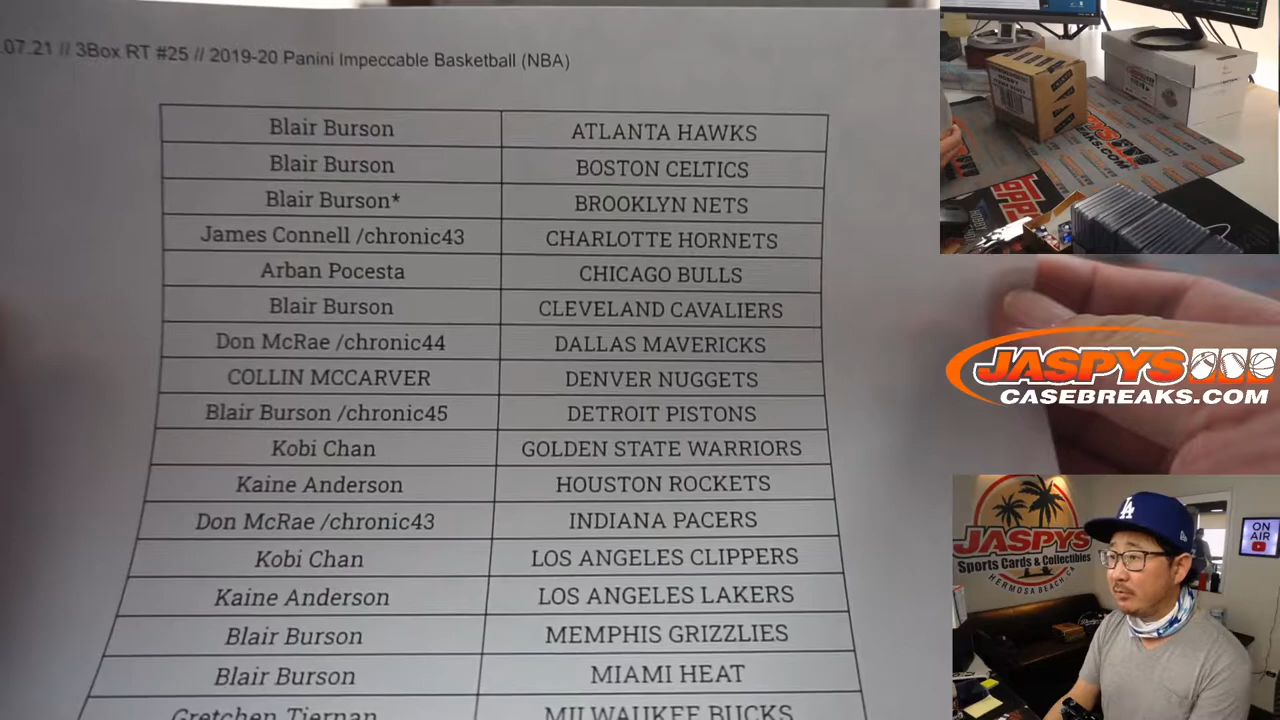 .07.21 // 3Box RT #25 // 2019-20 Panini Impeccable Basketball (NBA)
Blair Burson ATLANTA HAWKS
Blair Burson BOSTON CELTICS
Blair Burson* BROOKLYN NETS
James Connell /chronic43 CHARLOTTE HORNETS
Arban Pocesta CHICAGO BULLS
Blair Burson CLEVELAND CAVALIERS
Don McRae /chronic44 DALLAS MAVERICKS
COLLIN MCCARVER DENVER NUGGETS
Blair Burson /chronic45 DETROIT PISTONS
Kobi Chan GOLDEN STATE WARRIORS
Kaine Anderson HOUSTON ROCKETS
Don McRae /chronic43 INDIANA PACERS
Kobi Chan LOS ANGELES CLIPPERS
Kaine Anderson LOS ANGELES LAKERS
Blair Burson MEMPHIS GRIZZLIES
Blair Burson MIAMI HEAT
Gretchen Tiernan MILWAUKEE BUCKS
JASPYS
CASEBREAKS.COM
JASPYS
CASEBREAKS.COM
JASPYS
Sports Cards & Collectibles
HERMOSA BEACH CA
LA
ON
AIR